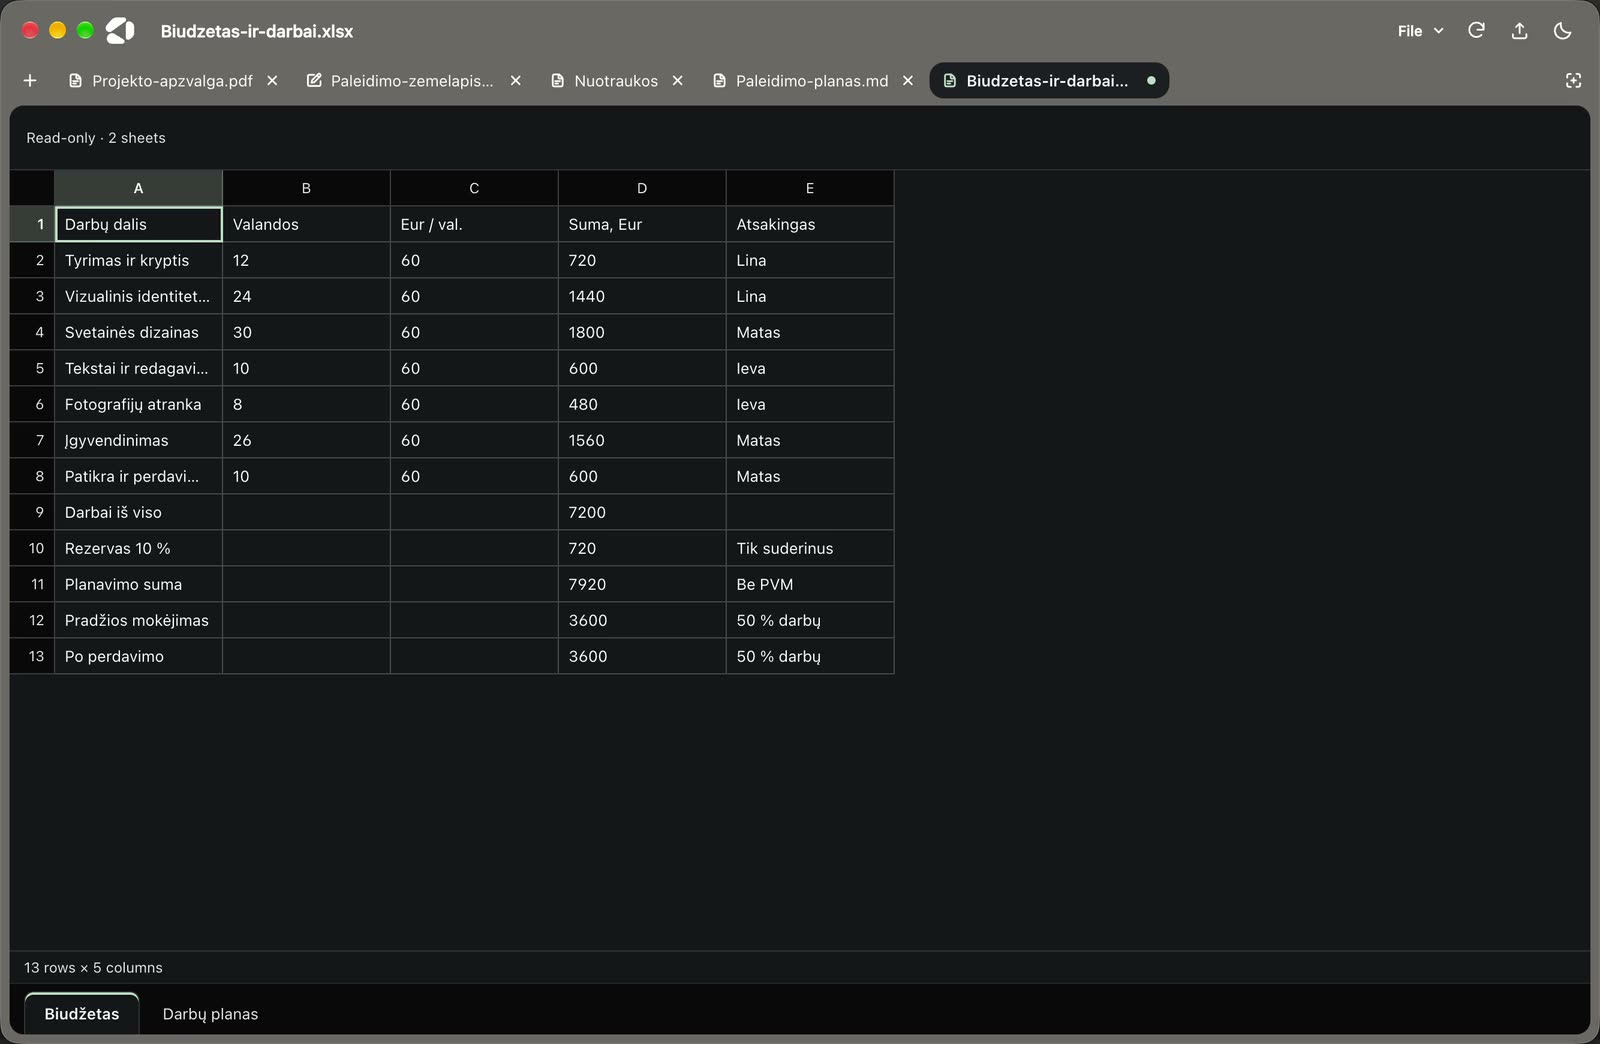 Biudzetas-ir-darbai.xlsx
File
Projekto-apzvalga.pdf
Paleidimo-zemelapis...
Nuotraukos
Paleidimo-planas.md
Biudzetas-ir-darbai...
Read-only · 2 sheets
A B C D E
1 Darbų dalis Valandos Eur / val. Suma, Eur Atsakingas
2 Tyrimas ir kryptis 12 60 720 Lina
3 Vizualinis identitet... 24 60 1440 Lina
4 Svetainės dizainas 30 60 1800 Matas
5 Tekstai ir redagavi... 10 60 600 Ieva
6 Fotografijų atranka 8 60 480 Ieva
7 Įgyvendinimas 26 60 1560 Matas
8 Patikra ir perdavi... 10 60 600 Matas
9 Darbai iš viso 7200
10 Rezervas 10 % 720 Tik suderinus
11 Planavimo suma 7920 Be PVM
12 Pradžios mokėjimas 3600 50 % darbų
13 Po perdavimo 3600 50 % darbų
13 rows × 5 columns
Biudžetas Darbų planas